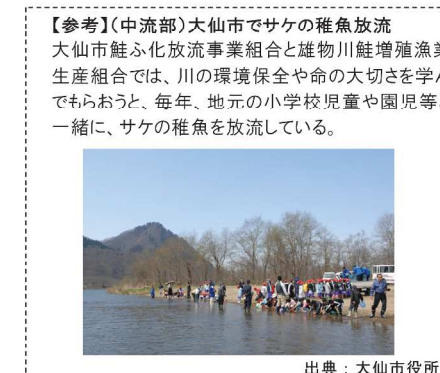 【参考】(中流部)大仙市でサケの稚魚放流
大仙市鮭ふ化放流事業組合と雄物川鮭増殖漁業
生産組合では、川の環境保全や命の大切さを学ん
でもらおうと、毎年、地元の小学校児童や園児等
一緒に、サケの稚魚を放流している。
出典：大仙市役所